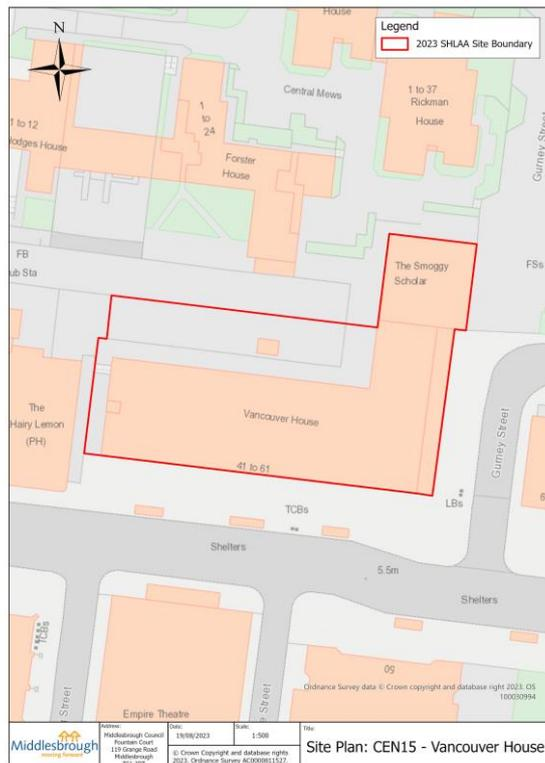 N
Legend
2023 SHLAA Site Boundary
House
House
Central Mews
1 to 37
Rickman
House
Gurney Street
1
to
24
1 to 12
Hodges House
Forster
House
FB
ub Sta
The Smoggy
Scholar
FSs
The
Hairy Lemon
(PH)
Vancouver House
41 to 61
Gurney Street
TCBs
LBs
Shelters
5.5m
Shelters
TCBs
Street
Street
50
Empire Theatre
Ordnance Survey data © Crown copyright and database right 2023. OS
100030994
Middlesbrough
moving forward
Address:
Middlesbrough Council
Fountain Court
119 Grange Road
Middlesbrough
Date:
19/08/2023
Scale:
1:500
© Crown Copyright and database rights
2023. Ordnance Survey AC0000811527.
Title:
Site Plan: CEN15 - Vancouver House